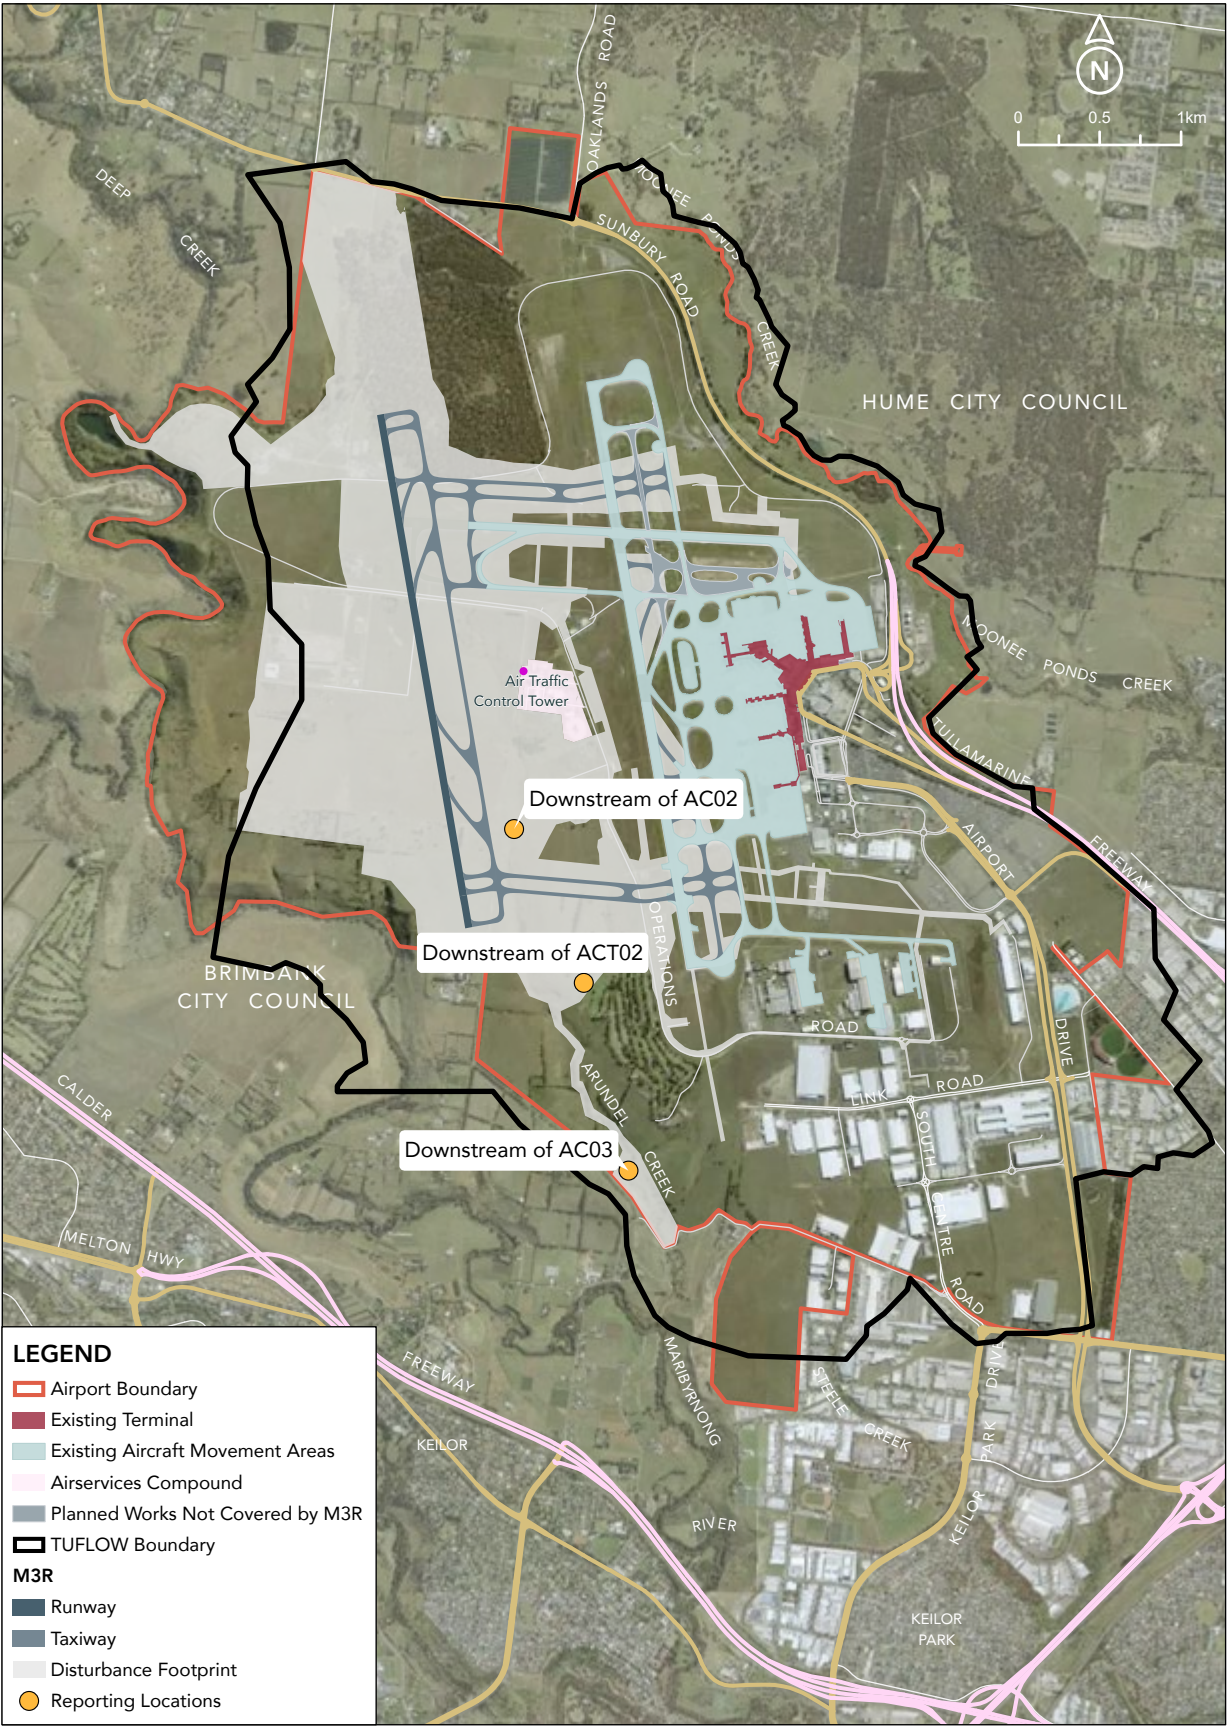 OAKLANDS ROAD
N
0 0.5 1km
DEEP
CREEK
MOONEE PONDS
CREEK
SUNBURY ROAD
HUME CITY COUNCIL
MOONEE PONDS CREEK
Air Traffic
Control Tower
TULLAMARINE
FREEWAY
Downstream of AC02
AIRPORT
DRIVE
OPERATIONS
ROAD
Downstream of ACT02
BRIMBANK
CITY COUNCIL
CALDER
FREEWAY
ARUNDEL
CREEK
LINK ROAD
SOUTH
CENTRE
ROAD
Downstream of AC03
MELTON HWY
MARIBYRNONG
RIVER
STEELE
CREEK
KEILOR
KEILOR PARK DRIVE
KEILOR
PARK
LEGEND
Airport Boundary
Existing Terminal
Existing Aircraft Movement Areas
Airservices Compound
Planned Works Not Covered by M3R
TUFLOW Boundary
M3R
Runway
Taxiway
Disturbance Footprint
Reporting Locations